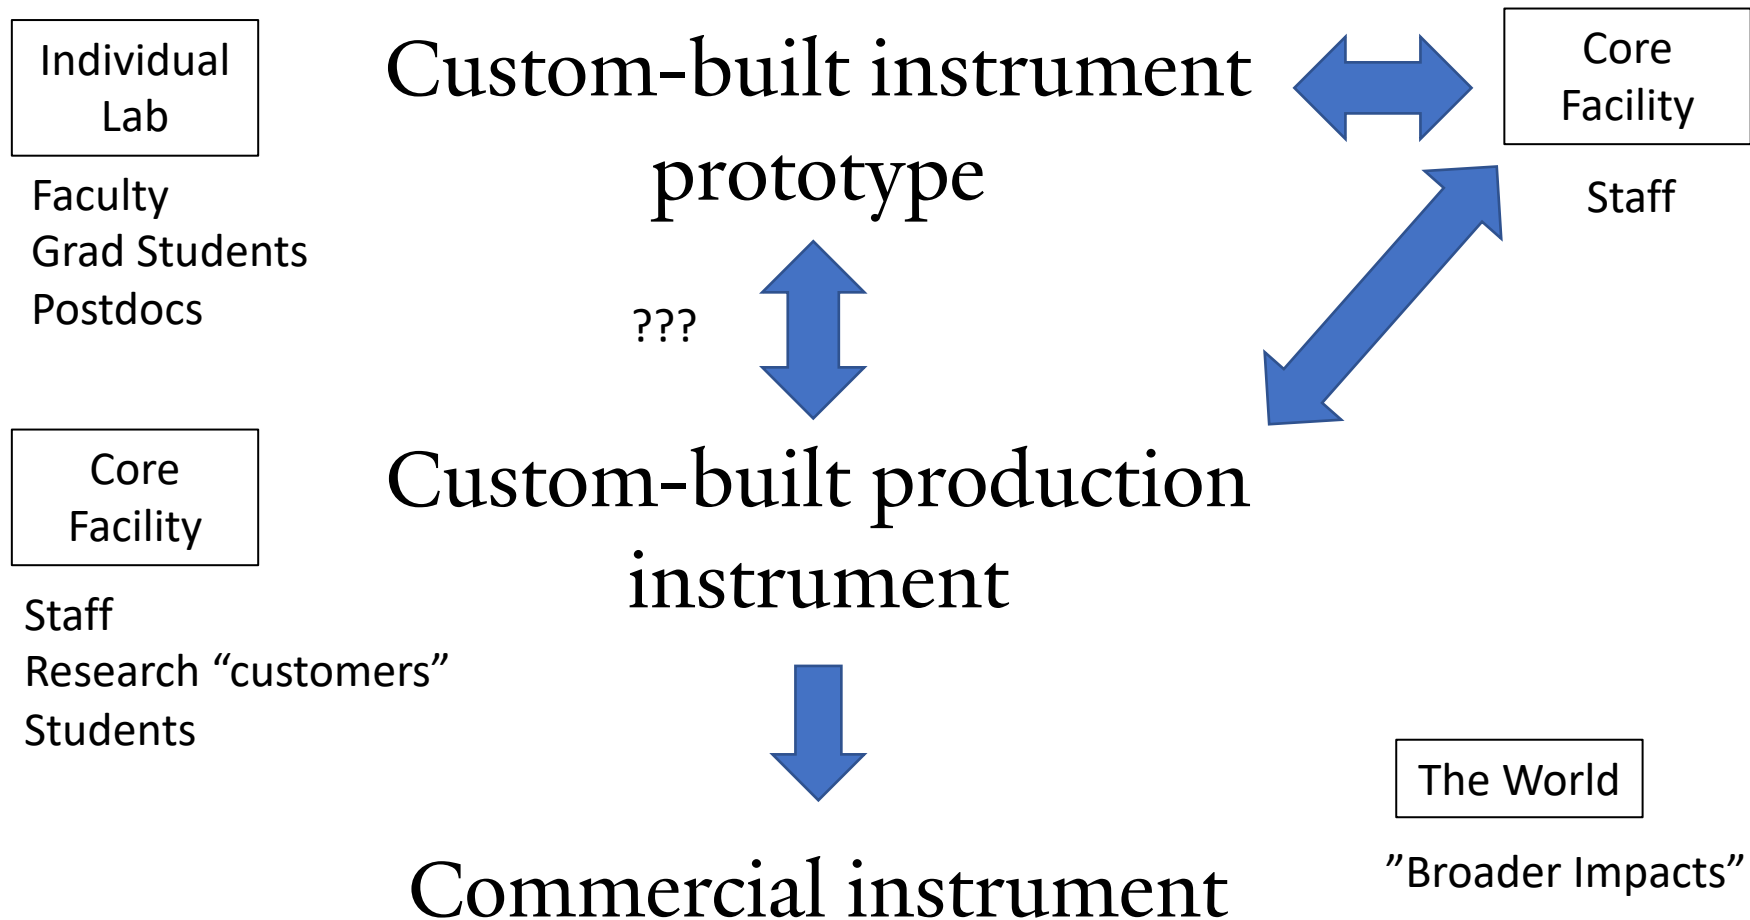 Individual
Lab
Custom-built instrument
prototype
Core
Facility
Faculty
Grad Students
Postdocs
Staff
???
Core
Facility
Custom-built production
instrument
Staff
Research “customers”
Students
The World
”Broader Impacts”
Commercial instrument